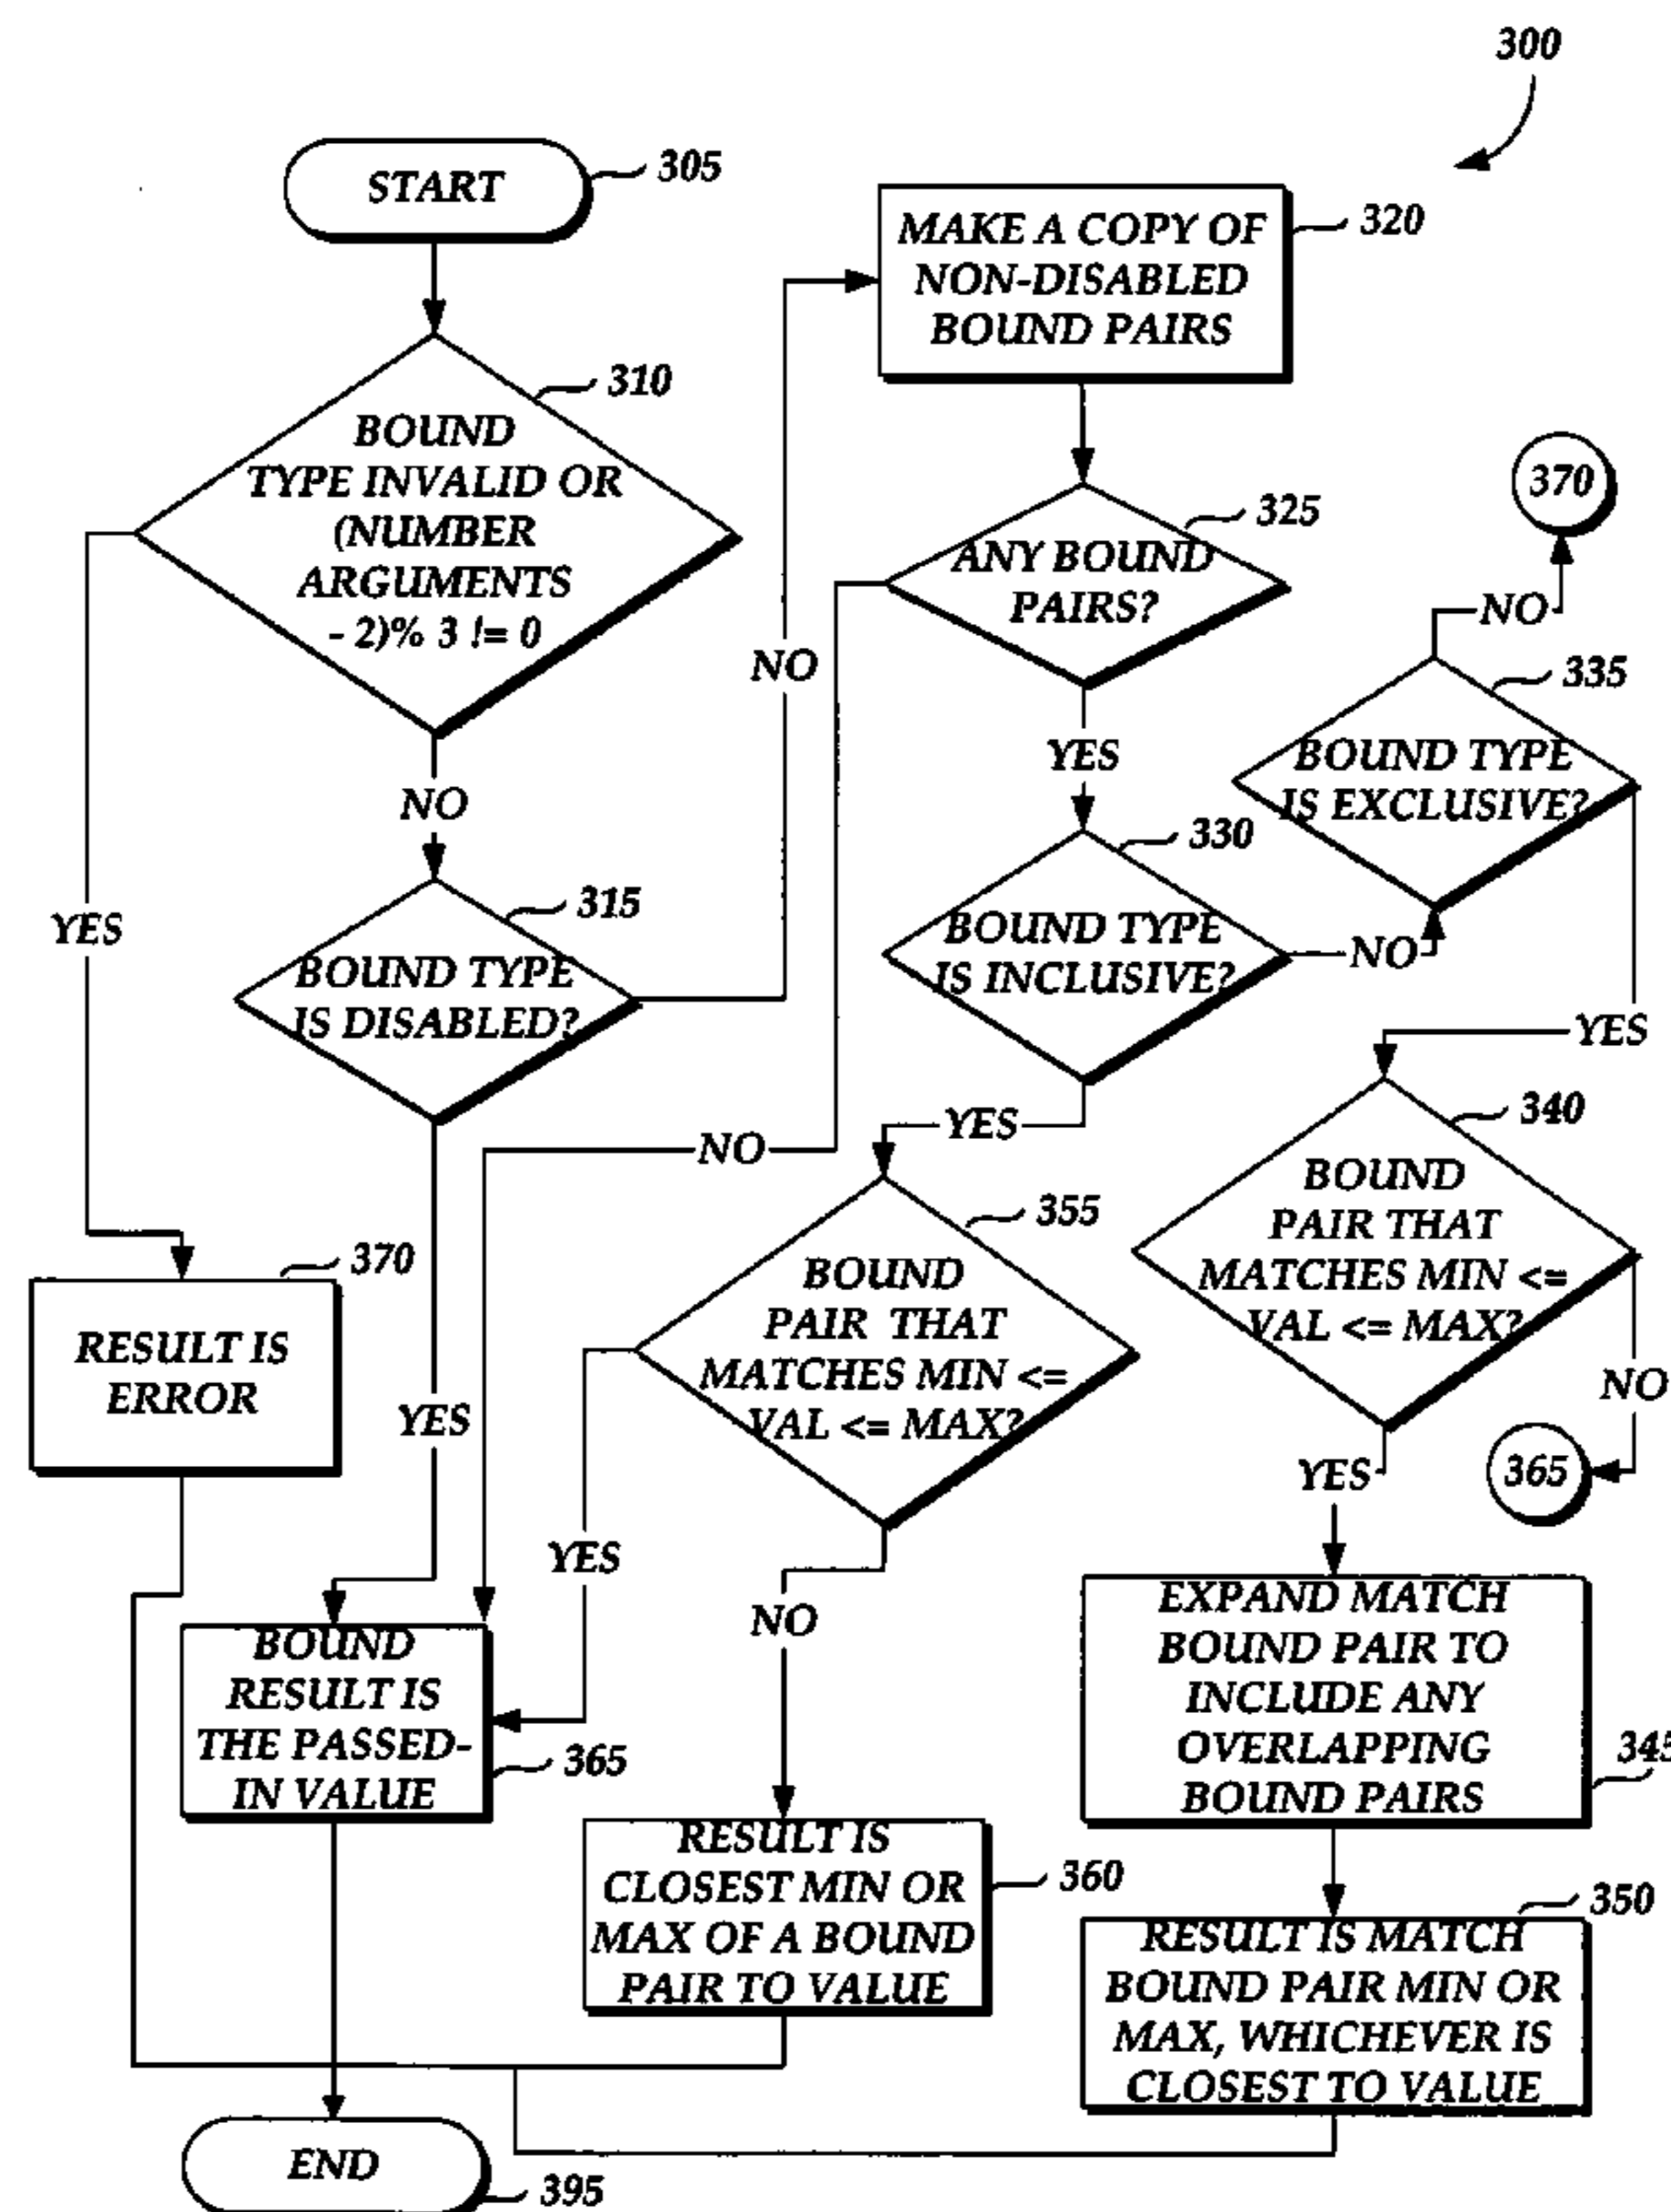 300
START
305
BOUND
TYPE INVALID OR
(NUMBER
ARGUMENTS
- 2)% 3 != 0
310
YES
NO
BOUND TYPE
IS DISABLED?
315
NO
YES
MAKE A COPY OF
NON-DISABLED
BOUND PAIRS
320
ANY BOUND
PAIRS?
325
NO
YES
BOUND TYPE
IS INCLUSIVE?
330
NO
YES
BOUND TYPE
IS EXCLUSIVE?
335
NO
370
YES
BOUND
PAIR THAT
MATCHES MIN <=
VAL <= MAX?
340
NO
365
YES
EXPAND MATCH
BOUND PAIR TO
INCLUDE ANY
OVERLAPPING
BOUND PAIRS
345
RESULT IS MATCH
BOUND PAIR MIN OR
MAX, WHICHEVER IS
CLOSEST TO VALUE
350
BOUND
PAIR THAT
MATCHES MIN <=
VAL <= MAX?
355
YES
NO
RESULT IS
CLOSEST MIN OR
MAX OF A BOUND
PAIR TO VALUE
360
RESULT IS
ERROR
370
BOUND
RESULT IS
THE PASSED-
IN VALUE
365
END
395